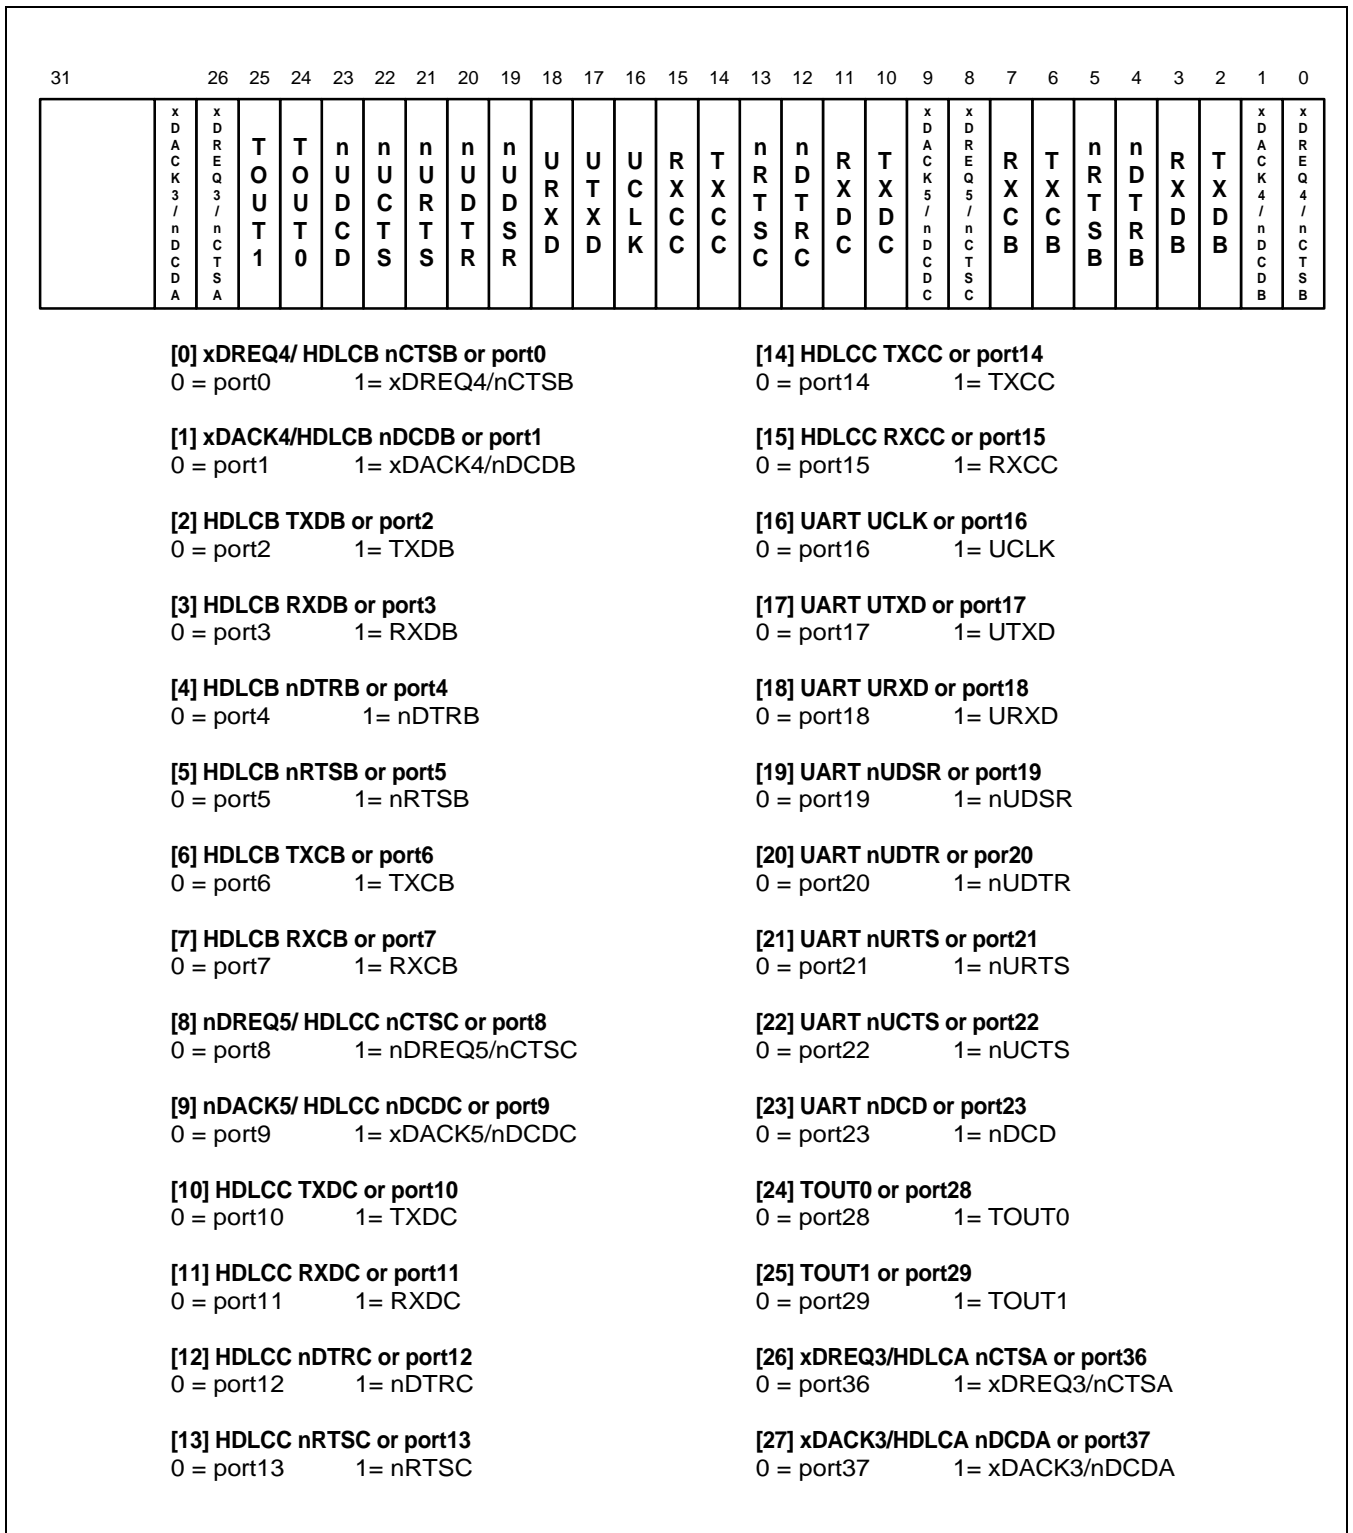 31 26 25 24 23 22 21 20 19 18 17 16 15 14 13 12 11 10 9 8 7 6 5 4 3 2 1 0
xDACK3/nDCDA
xDREQ3/nCTSA
TOUT1
TOUT0
nUDCD
nUCTS
nURTS
nUDTR
nUDSR
URXD
UTXD
UCLK
RXCC
TXCC
nRTSC
nDTRC
RXDC
TXDC
xDACK5/nDCDC
xDREQ5/nCTSC
RXCB
TXCB
nRTSB
nDTRB
RXDB
TXDB
xDACK4/nDCDB
xDREQ4/nCTSB
[0] xDREQ4/ HDLCB nCTSB or port0
0 = port0 1= xDREQ4/nCTSB
[1] xDACK4/HDLCB nDCDB or port1
0 = port1 1= xDACK4/nDCDB
[2] HDLCB TXDB or port2
0 = port2 1= TXDB
[3] HDLCB RXDB or port3
0 = port3 1= RXDB
[4] HDLCB nDTRB or port4
0 = port4 1= nDTRB
[5] HDLCB nRTSB or port5
0 = port5 1= nRTSB
[6] HDLCB TXCB or port6
0 = port6 1= TXCB
[7] HDLCB RXCB or port7
0 = port7 1= RXCB
[8] nDREQ5/ HDLCC nCTSC or port8
0 = port8 1= nDREQ5/nCTSC
[9] nDACK5/ HDLCC nDCDC or port9
0 = port9 1= xDACK5/nDCDC
[10] HDLCC TXDC or port10
0 = port10 1= TXDC
[11] HDLCC RXDC or port11
0 = port11 1= RXDC
[12] HDLCC nDTRC or port12
0 = port12 1= nDTRC
[13] HDLCC nRTSC or port13
0 = port13 1= nRTSC
[14] HDLCC TXCC or port14
0 = port14 1= TXCC
[15] HDLCC RXCC or port15
0 = port15 1= RXCC
[16] UART UCLK or port16
0 = port16 1= UCLK
[17] UART UTXD or port17
0 = port17 1= UTXD
[18] UART URXD or port18
0 = port18 1= URXD
[19] UART nUDSR or port19
0 = port19 1= nUDSR
[20] UART nUDTR or por20
0 = port20 1= nUDTR
[21] UART nURTS or port21
0 = port21 1= nURTS
[22] UART nUCTS or port22
0 = port22 1= nUCTS
[23] UART nDCD or port23
0 = port23 1= nDCD
[24] TOUT0 or port28
0 = port28 1= TOUT0
[25] TOUT1 or port29
0 = port29 1= TOUT1
[26] xDREQ3/HDLCA nCTSA or port36
0 = port36 1= xDREQ3/nCTSA
[27] xDACK3/HDLCA nDCDA or port37
0 = port37 1= xDACK3/nDCDA